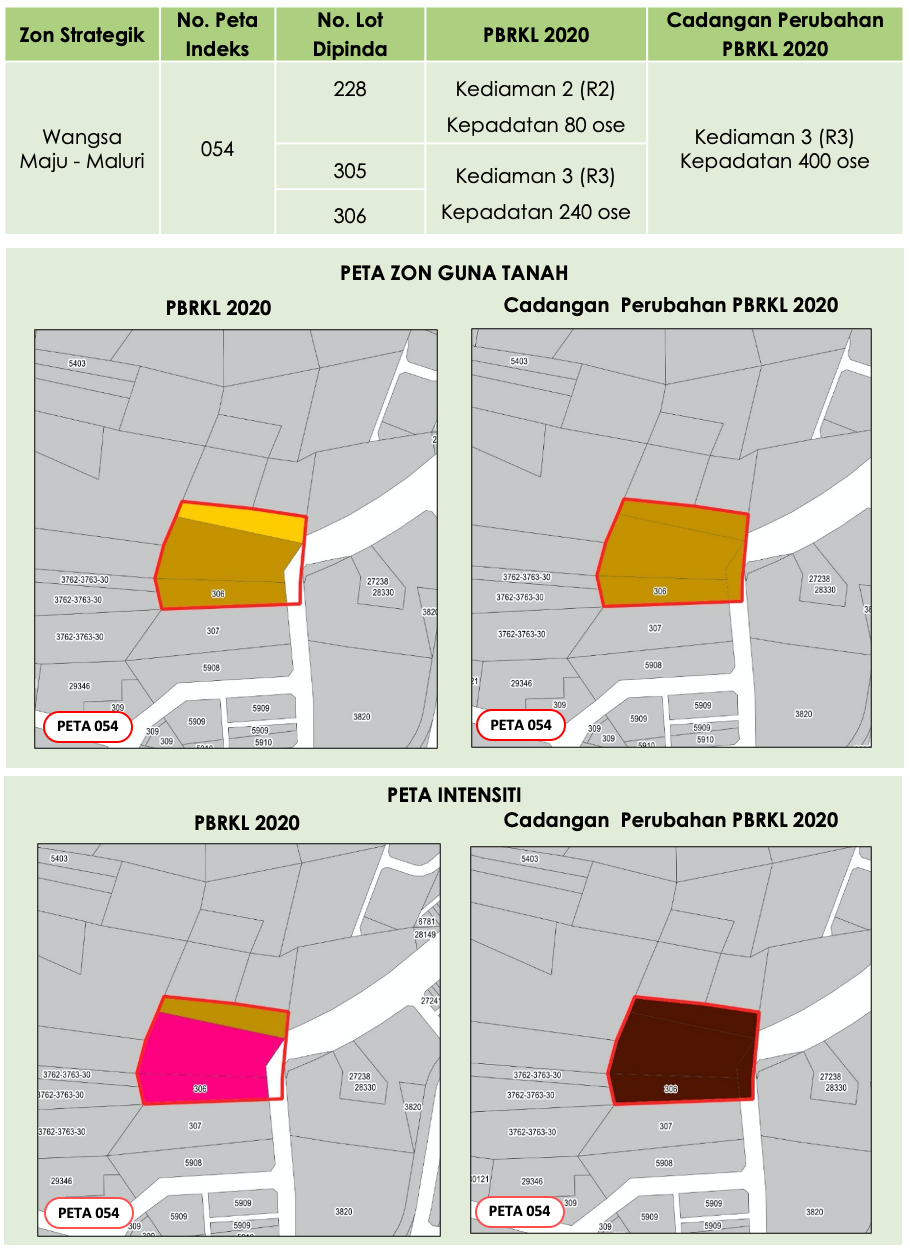 Zon Strategik
No. Peta
Indeks
No. Lot
Dipinda
PBRKL 2020
Cadangan Perubahan
PBRKL 2020
Wangsa
Maju - Maluri
054
228
305
306
Kediaman 2 (R2)
Kepadatan 80 ose
Kediaman 3 (R3)
Kepadatan 240 ose
Kediaman 3 (R3)
Kepadatan 400 ose
PETA ZON GUNA TANAH
PBRKL 2020
5403
3762-3763-30
3762-3763-30
306
27238
28330
3762-3763-30
307
5908
29346
309
5909
5909
5909
5910
309
309
3820
PETA 054
Cadangan Perubahan PBRKL 2020
5403
3762-3763-30
3762-3763-30
306
27238
28330
3762-3763-30
307
5908
29346
309
5909
5909
5909
5910
309
309
3820
PETA 054
PETA INTENSITI
PBRKL 2020
5403
8781
28149
3762-3763-30
3762-3763-30
306
27238
28330
3820
3762-3763-30
307
5908
29346
5909
5909
5909
309
3820
PETA 054
Cadangan Perubahan PBRKL 2020
5403
3762-3763-30
3762-3763-30
306
27238
28330
3762-3763-30
307
5908
29346
5909
5909
5909
309
3820
PETA 054